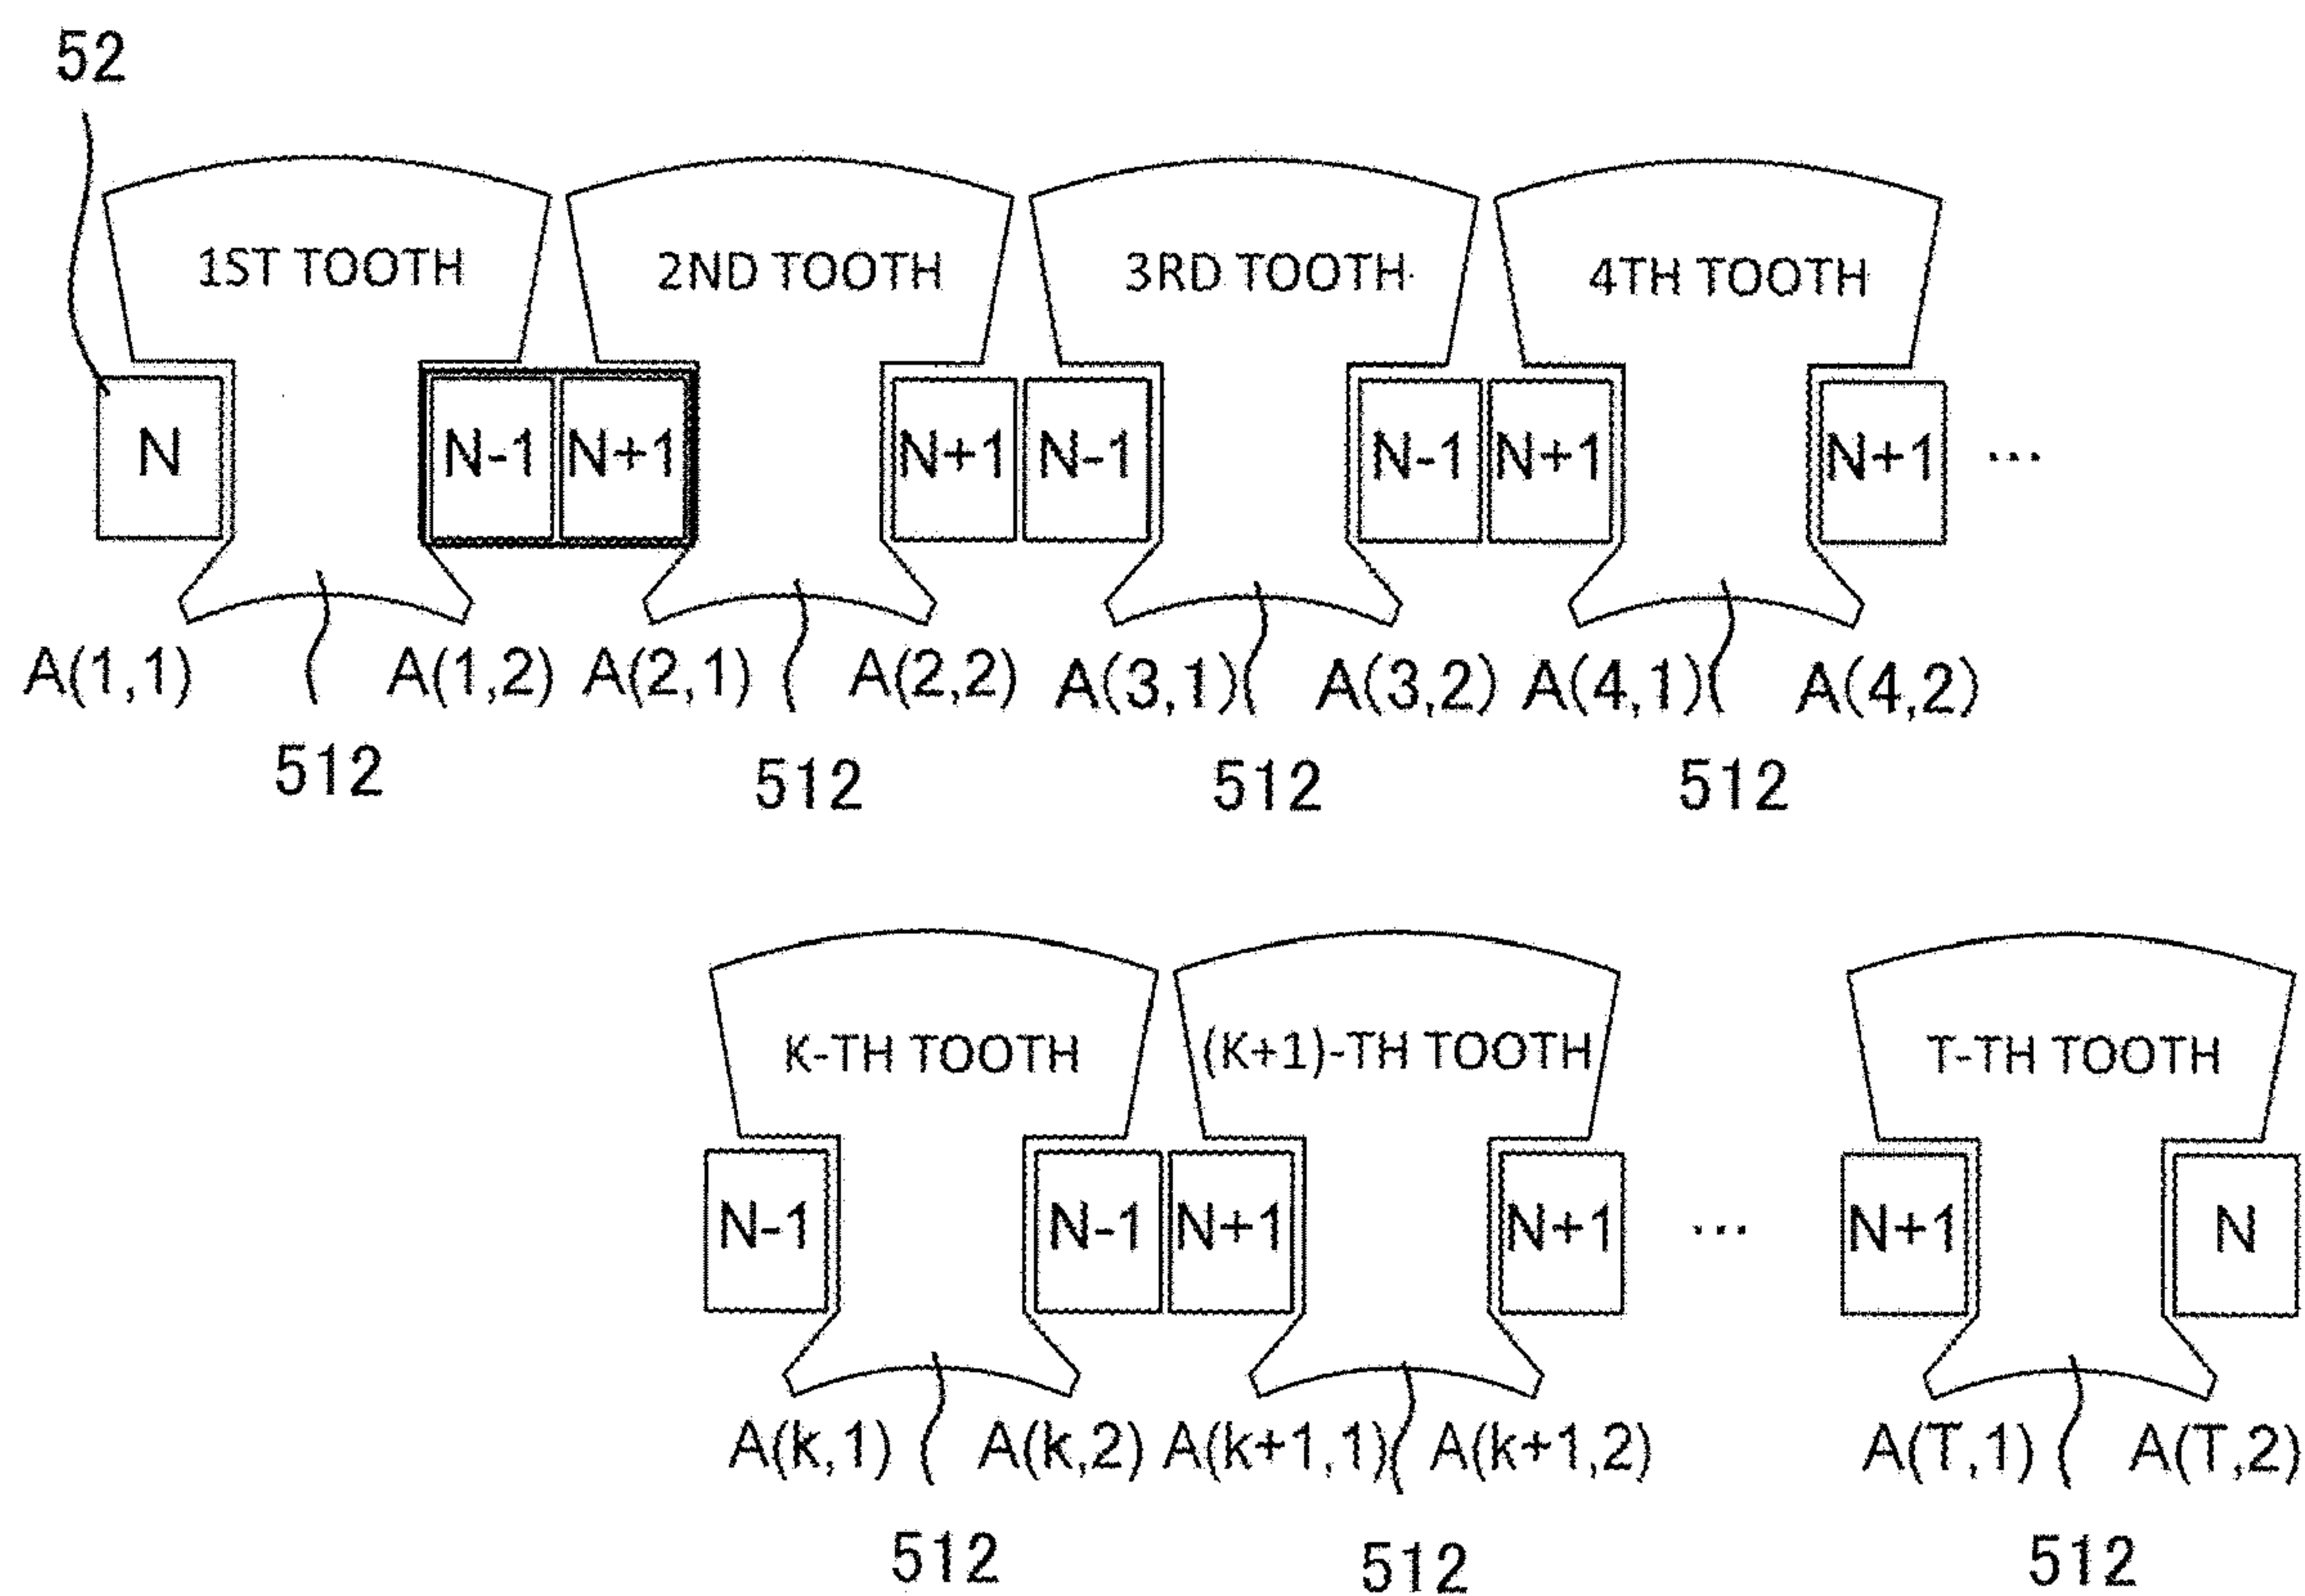 52
1ST TOOTH 2ND TOOTH 3RD TOOTH 4TH TOOTH
N N-1 N+1 N+1 N-1 N-1 N+1 N+1 ...
A(1,1) A(1,2) A(2,1) A(2,2) A(3,1) A(3,2) A(4,1) A(4,2)
512 512 512 512
K-TH TOOTH (K+1)-TH TOOTH T-TH TOOTH
N-1 N-1 N+1 N+1 ... N+1 N
A(k,1) A(k,2) A(k+1,1) A(k+1,2) A(T,1) A(T,2)
512 512 512